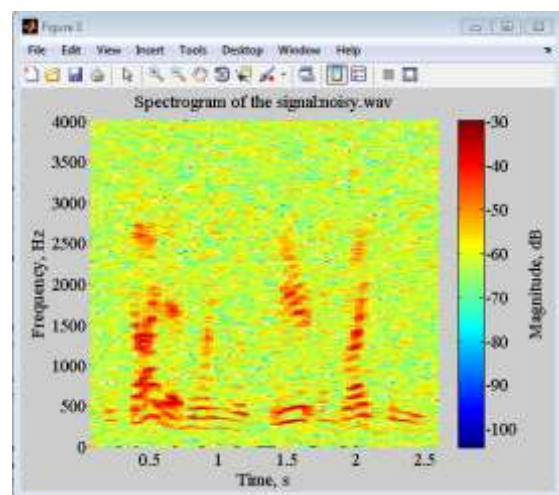 Figure 2
File Edit View Insert Tools Desktop Window Help
Spectrogram of the signal:noisy.wav
4000
3500
3000
2500
2000
1500
1000
500
0
Frequency, Hz
0.5 1 1.5 2 2.5
Time, s
-30
-40
-50
-60
-70
-80
-90
-100
Magnitude, dB